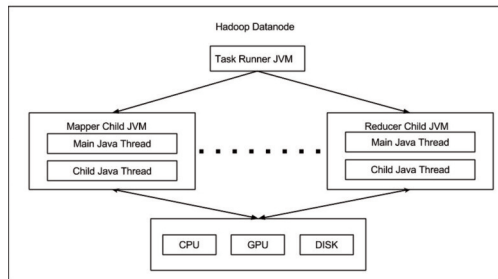 Hadoop Datanode
Task Runner JVM
Mapper Child JVM
Main Java Thread
Child Java Thread
Reducer Child JVM
Main Java Thread
Child Java Thread
CPU
GPU
DISK